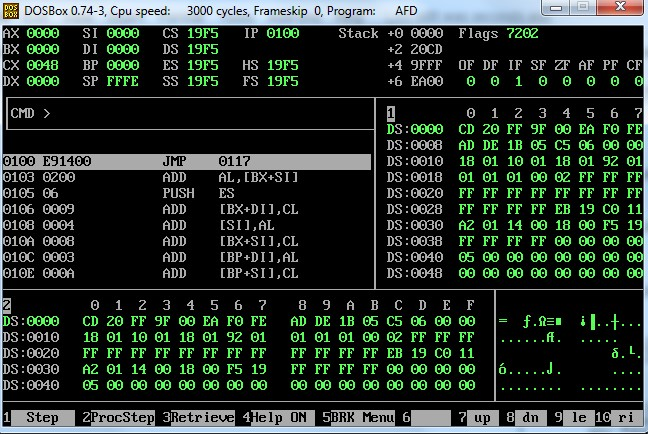 DOSBox 0.74-3, Cpu speed: 3000 cycles, Frameskip 0, Program: AFD
AX 0000 SI 0000 CS 19F5 IP 0100 Stack +0 0000 Flags 7202
BX 0000 DI 0000 DS 19F5 +2 20CD
CX 0048 BP 0000 ES 19F5 HS 19F5 +4 9FFF OF DF IF SF ZF AF PF CF
DX 0000 SP FFFE SS 19F5 FS 19F5 +6 EA00 0 0 1 0 0 0 0 0
CMD >
1 0 1 2 3 4 5 6 7
DS:0000 CD 20 FF 9F 00 EA F0 FE
DS:0008 AD DE 1B 05 C5 06 00 00
0100 E91400 JMP 0117 DS:0010 18 01 10 01 18 01 92 01
0103 0200 ADD AL,[BX+SI] DS:0018 01 01 01 00 02 FF FF FF
0105 06 PUSH ES DS:0020 FF FF FF FF FF FF FF FF
0106 0009 ADD [BX+DI],CL DS:0028 FF FF FF FF EB 19 C0 11
0108 0004 ADD [SI],AL DS:0030 A2 01 14 00 18 00 F5 19
010A 0008 ADD [BX+SI],CL DS:0038 FF FF FF FF 00 00 00 00
010C 0003 ADD [BP+DI],AL DS:0040 05 00 00 00 00 00 00 00
010E 000A ADD [BP+SI],CL DS:0048 00 00 00 00 00 00 00 00
2 0 1 2 3 4 5 6 7 8 9 A B C D E F
DS:0000 CD 20 FF 9F 00 EA F0 FE AD DE 1B 05 C5 06 00 00
DS:0010 18 01 10 01 18 01 92 01 01 01 01 00 02 FF FF FF
DS:0020 FF FF FF FF FF FF FF FF FF FF FF FF EB 19 C0 11
DS:0030 A2 01 14 00 18 00 F5 19 FF FF FF FF 00 00 00 00
DS:0040 05 00 00 00 00 00 00 00 00 00 00 00 00 00 00 00
1 Step 2ProcStep 3Retrieve 4Help ON 5BRK Menu 6 7 up 8 dn 9 le 10 ri